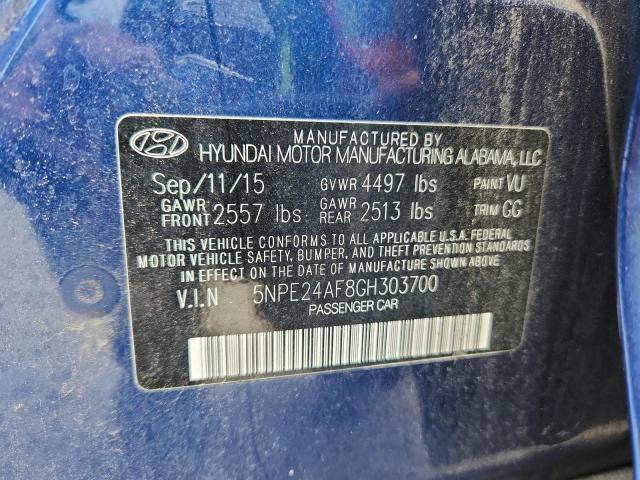 MANUFACTURED BY
HYUNDAI MOTOR MANUFACTURING ALABAMA, LLC
Sep/11/15 GVWR 4497 lbs PAINT VU
GAWR FRONT 2557 lbs GAWR REAR 2513 lbs TRIM GG
THIS VEHICLE CONFORMS TO ALL APPLICABLE U.S.A. FEDERAL
MOTOR VEHICLE SAFETY, BUMPER, AND THEFT PREVENTION STANDARDS
IN EFFECT ON THE DATE OF MANUFACTURE SHOWN ABOVE.
V.I.N 5NPE24AF8GH303700
PASSENGER CAR